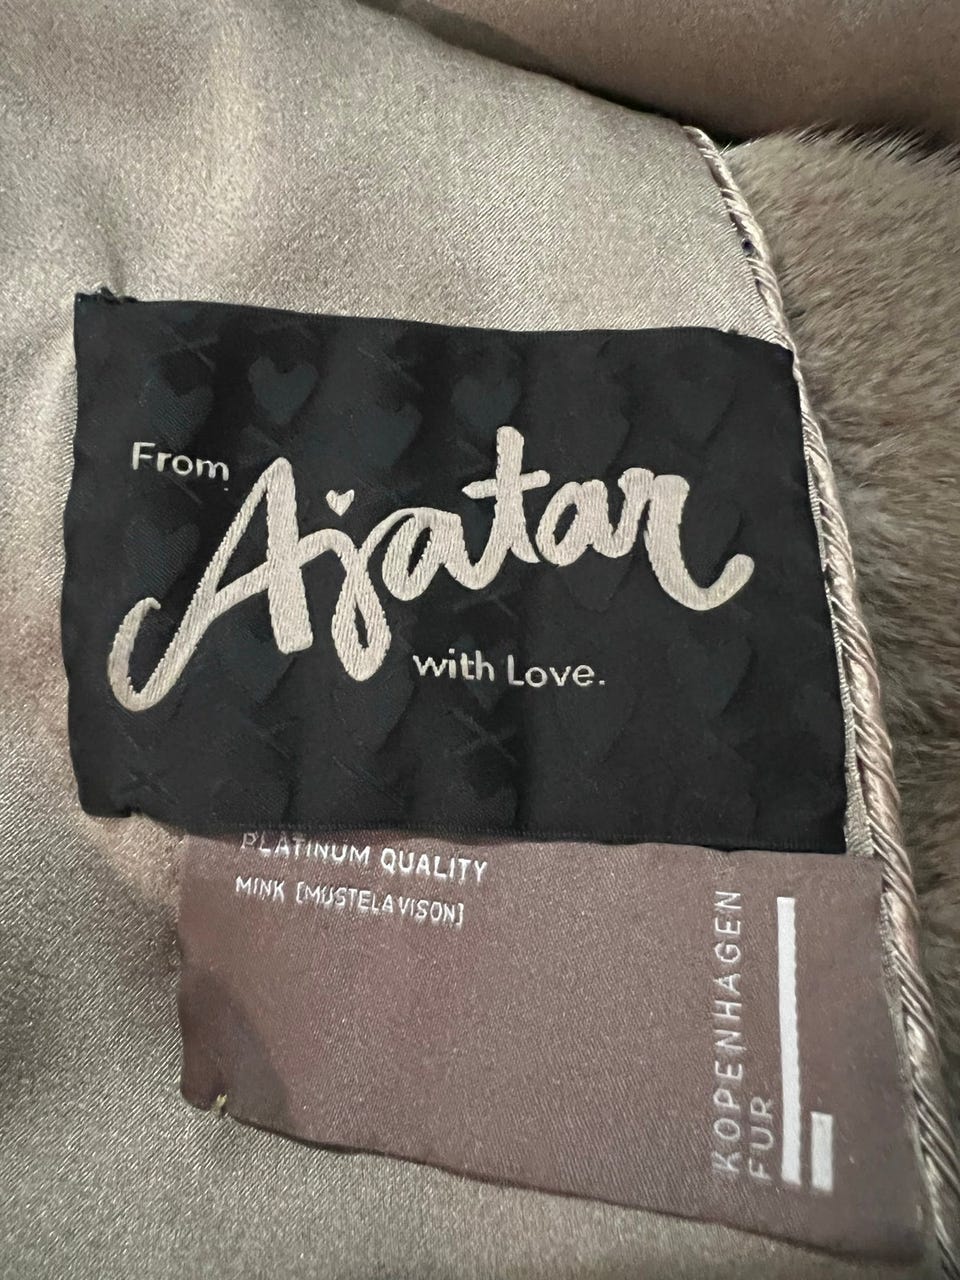 From
Ajatar
with Love.
PLATINUM QUALITY
MINK [MUSTELA VISON]
KOPENHAGEN
FUR